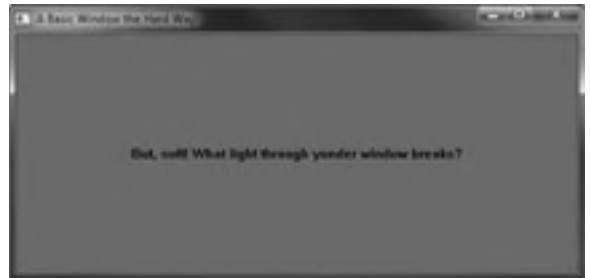 A Basic Window the Hard Way
But, soft! What light through yonder window breaks?